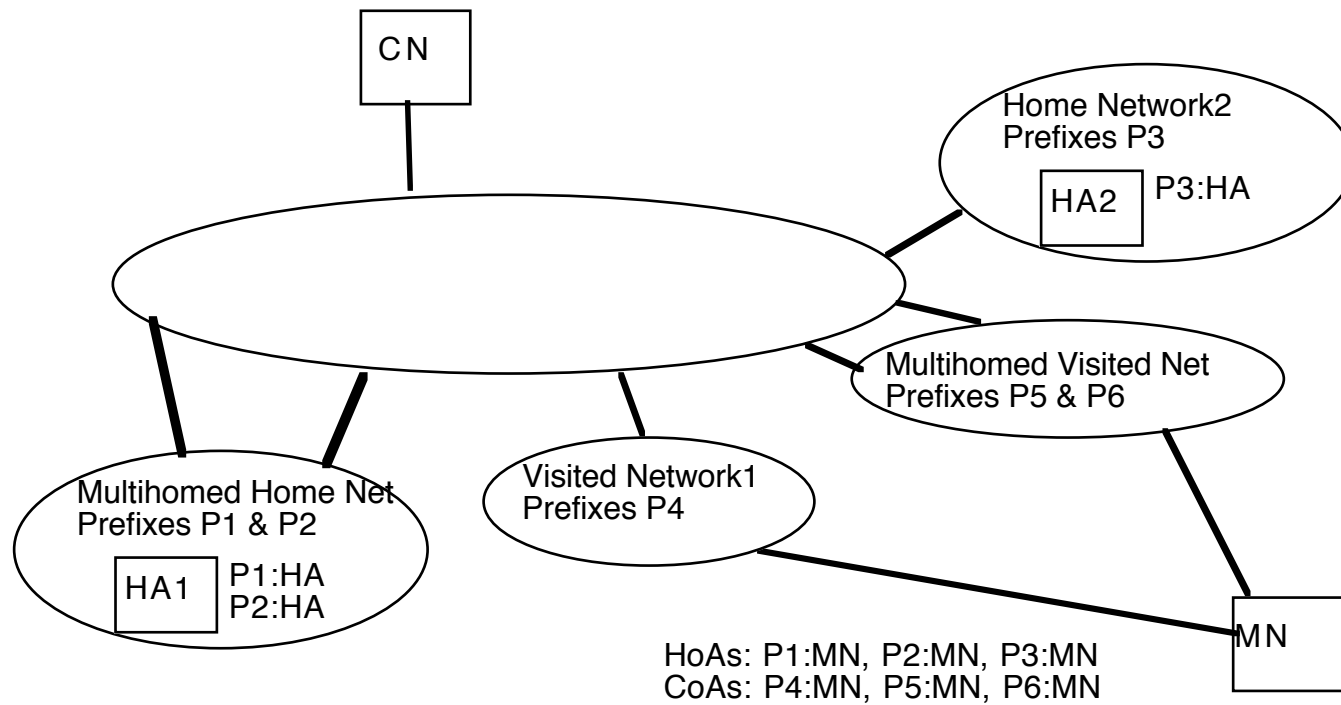 CN
Home Network2
Prefixes P3
HA2
P3:HA
Multihomed Visited Net
Prefixes P5 & P6
Visited Network1
Prefixes P4
Multihomed Home Net
Prefixes P1 & P2
HA1
P1:HA
P2:HA
MN
HoAs: P1:MN, P2:MN, P3:MN
CoAs: P4:MN, P5:MN, P6:MN